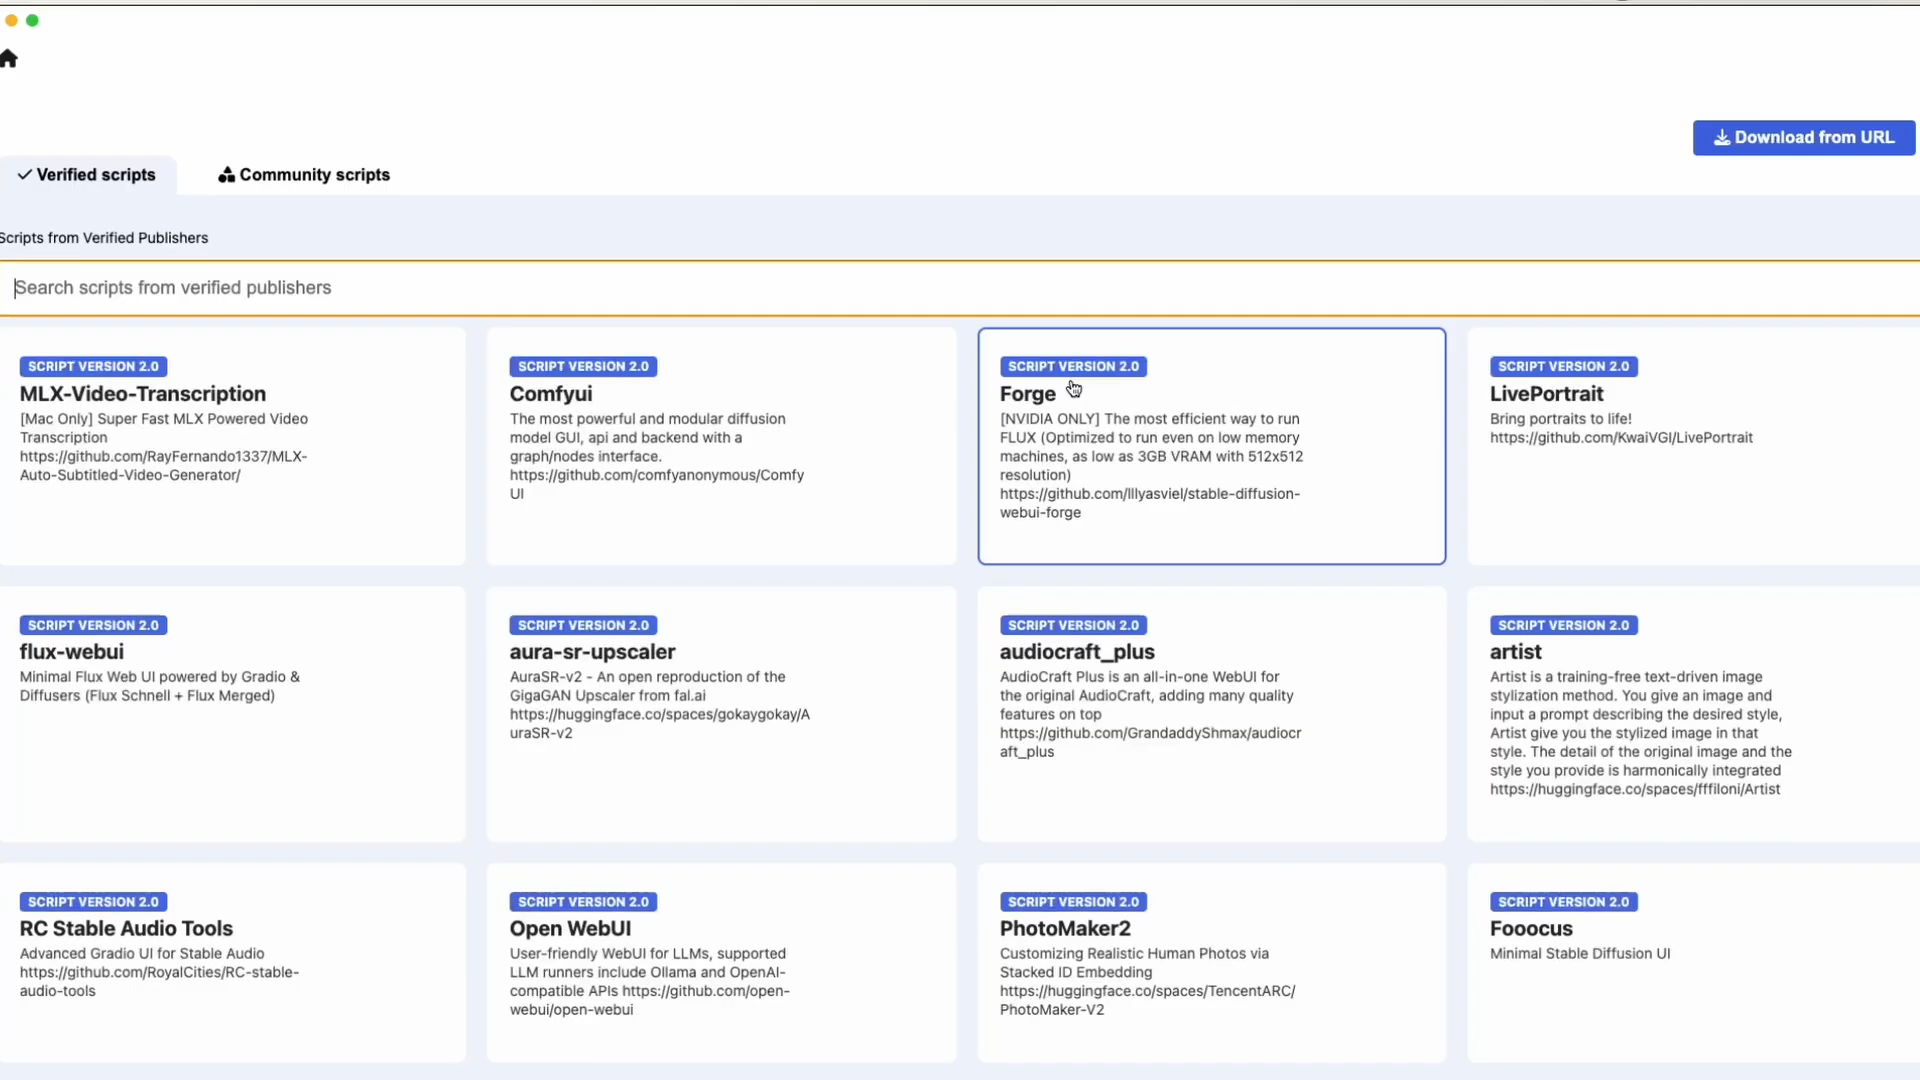 Download from URL
Verified scripts
Community scripts
Scripts from Verified Publishers
Search scripts from verified publishers
SCRIPT VERSION 2.0
MLX-Video-Transcription
[Mac Only] Super Fast MLX Powered Video
Transcription
https://github.com/RayFernando1337/MLX-
Auto-Subtitled-Video-Generator/
SCRIPT VERSION 2.0
Comfyui
The most powerful and modular diffusion
model GUI, api and backend with a
graph/nodes interface.
https://github.com/comfyanonymous/Comfy
UI
SCRIPT VERSION 2.0
Forge
[NVIDIA ONLY] The most efficient way to run
FLUX (Optimized to run even on low memory
machines, as low as 3GB VRAM with 512x512
resolution)
https://github.com/lllyasviel/stable-diffusion-
webui-forge
SCRIPT VERSION 2.0
LivePortrait
Bring portraits to life!
https://github.com/KwaiVGI/LivePortrait
SCRIPT VERSION 2.0
flux-webui
Minimal Flux Web UI powered by Gradio &
Diffusers (Flux Schnell + Flux Merged)
SCRIPT VERSION 2.0
aura-sr-upscaler
AuraSR-v2 - An open reproduction of the
GigaGAN Upscaler from fal.ai
https://huggingface.co/spaces/gokaygokay/A
uraSR-v2
SCRIPT VERSION 2.0
audiocraft_plus
AudioCraft Plus is an all-in-one WebUI for
the original AudioCraft, adding many quality
features on top
https://github.com/GrandaddyShmax/audiocr
aft_plus
SCRIPT VERSION 2.0
artist
Artist is a training-free text-driven image
stylization method. You give an image and
input a prompt describing the desired style,
Artist give you the stylized image in that
style. The detail of the original image and the
style you provide is harmonically integrated
https://huggingface.co/spaces/fffiloni/Artist
SCRIPT VERSION 2.0
RC Stable Audio Tools
Advanced Gradio UI for Stable Audio
https://github.com/RoyalCities/RC-stable-
audio-tools
SCRIPT VERSION 2.0
Open WebUI
User-friendly WebUI for LLMs, supported
LLM runners include Ollama and OpenAI-
compatible APIs https://github.com/open-
webui/open-webui
SCRIPT VERSION 2.0
PhotoMaker2
Customizing Realistic Human Photos via
Stacked ID Embedding
https://huggingface.co/spaces/TencentARC/
PhotoMaker-V2
SCRIPT VERSION 2.0
Fooocus
Minimal Stable Diffusion UI